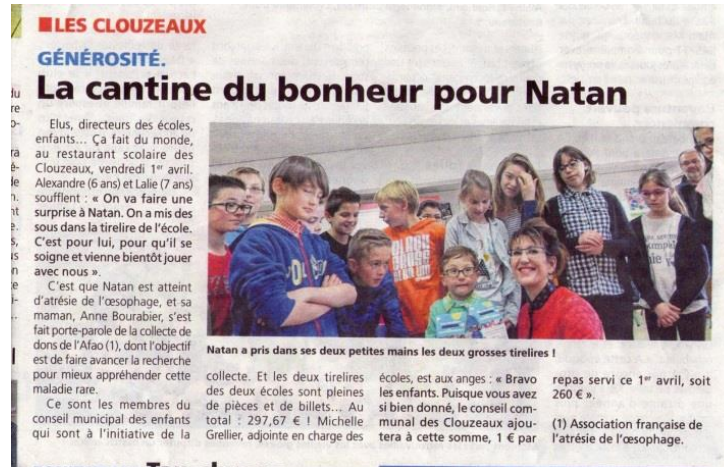 LES CLOUZEAUX
GÉNÉROSITÉ.
La cantine du bonheur pour Natan
Elus, directeurs des écoles,
enfants... Ça fait du monde,
au restaurant scolaire des
Clouzeaux, vendredi 1er avril.
Alexandre (6 ans) et Lalie (7 ans)
soufflent : « On va faire une
surprise à Natan. On a mis des
sous dans la tirelire de l'école.
C'est pour lui, pour qu'il se
soigne et vienne bientôt jouer
avec nous ».
C'est que Natan est atteint
d'atrésie de l'œsophage, et sa
maman, Anne Bourabier, s'est
fait porte-parole de la collecte de
dons de l'Afao (1), dont l'objectif
est de faire avancer la recherche
pour mieux appréhender cette
maladie rare.
Ce sont les membres du
conseil municipal des enfants
qui sont à l'initiative de la
Natan a pris dans ses deux petites mains les deux grosses tirelires !
collecte. Et les deux tirelires
des deux écoles sont pleines
de pièces et de billets... Au
total : 297,67 € ! Michelle
Grellier, adjointe en charge des
écoles, est aux anges : « Bravo
les enfants. Puisque vous avez
si bien donné, le conseil com-
munal des Clouzeaux ajou-
tera à cette somme, 1 € par
repas servi ce 1er avril, soit
260 € ».
(1) Association française de
l'atrésie de l'œsophage.